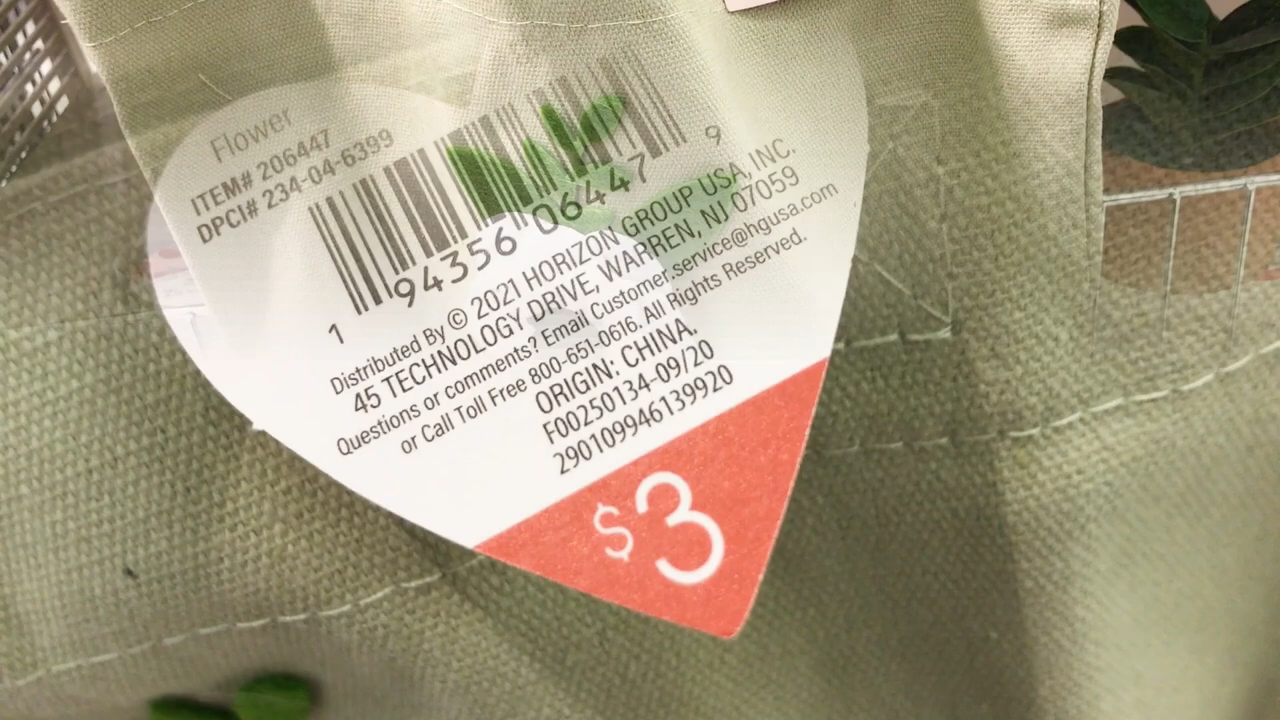 Flower
ITEM# 206447
DPCI# 234-04-6399
1 94356 06447 9
Distributed By © 2021 HORIZON GROUP USA, INC.
45 TECHNOLOGY DRIVE, WARREN, NJ 07059
Questions or comments? Email Customer.service@hgusa.com
or Call Toll Free 800-651-0616. All Rights Reserved.
ORIGIN: CHINA.
F00250134-09/20
290109946139920
$3